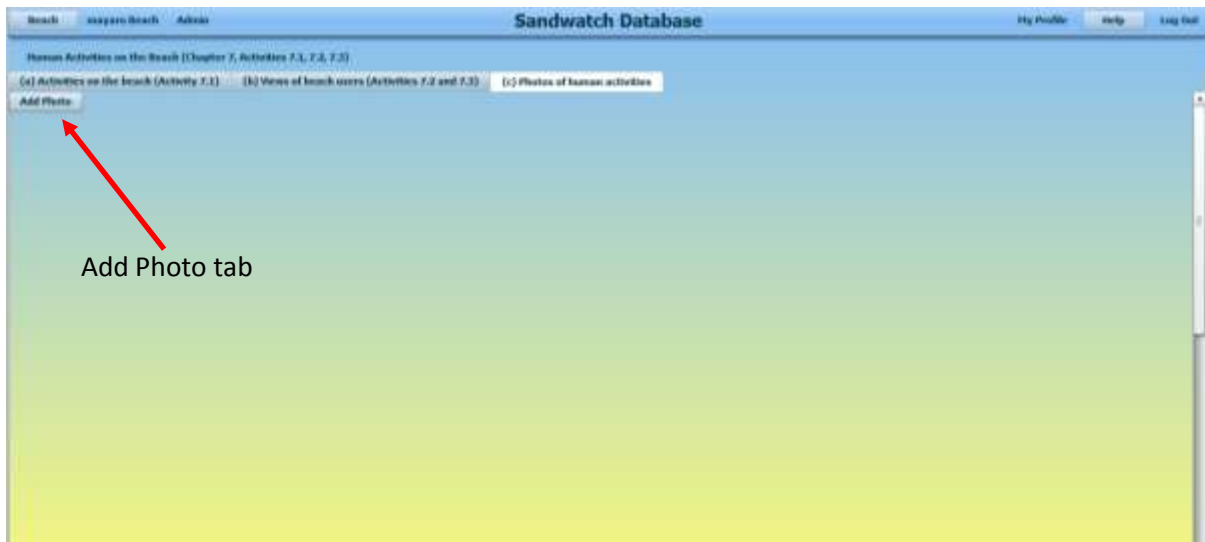 Beach mayaro Beach Admin Sandwatch Database My Profile Help Log Out
Human Activities on the Beach (Chapter 7, Activities 7.1, 7.2, 7.3)
(a) Activities on the beach (Activity 7.1) (b) Views of beach users (Activities 7.2 and 7.3) (c) Photos of human activities
Add Photo
Add Photo tab